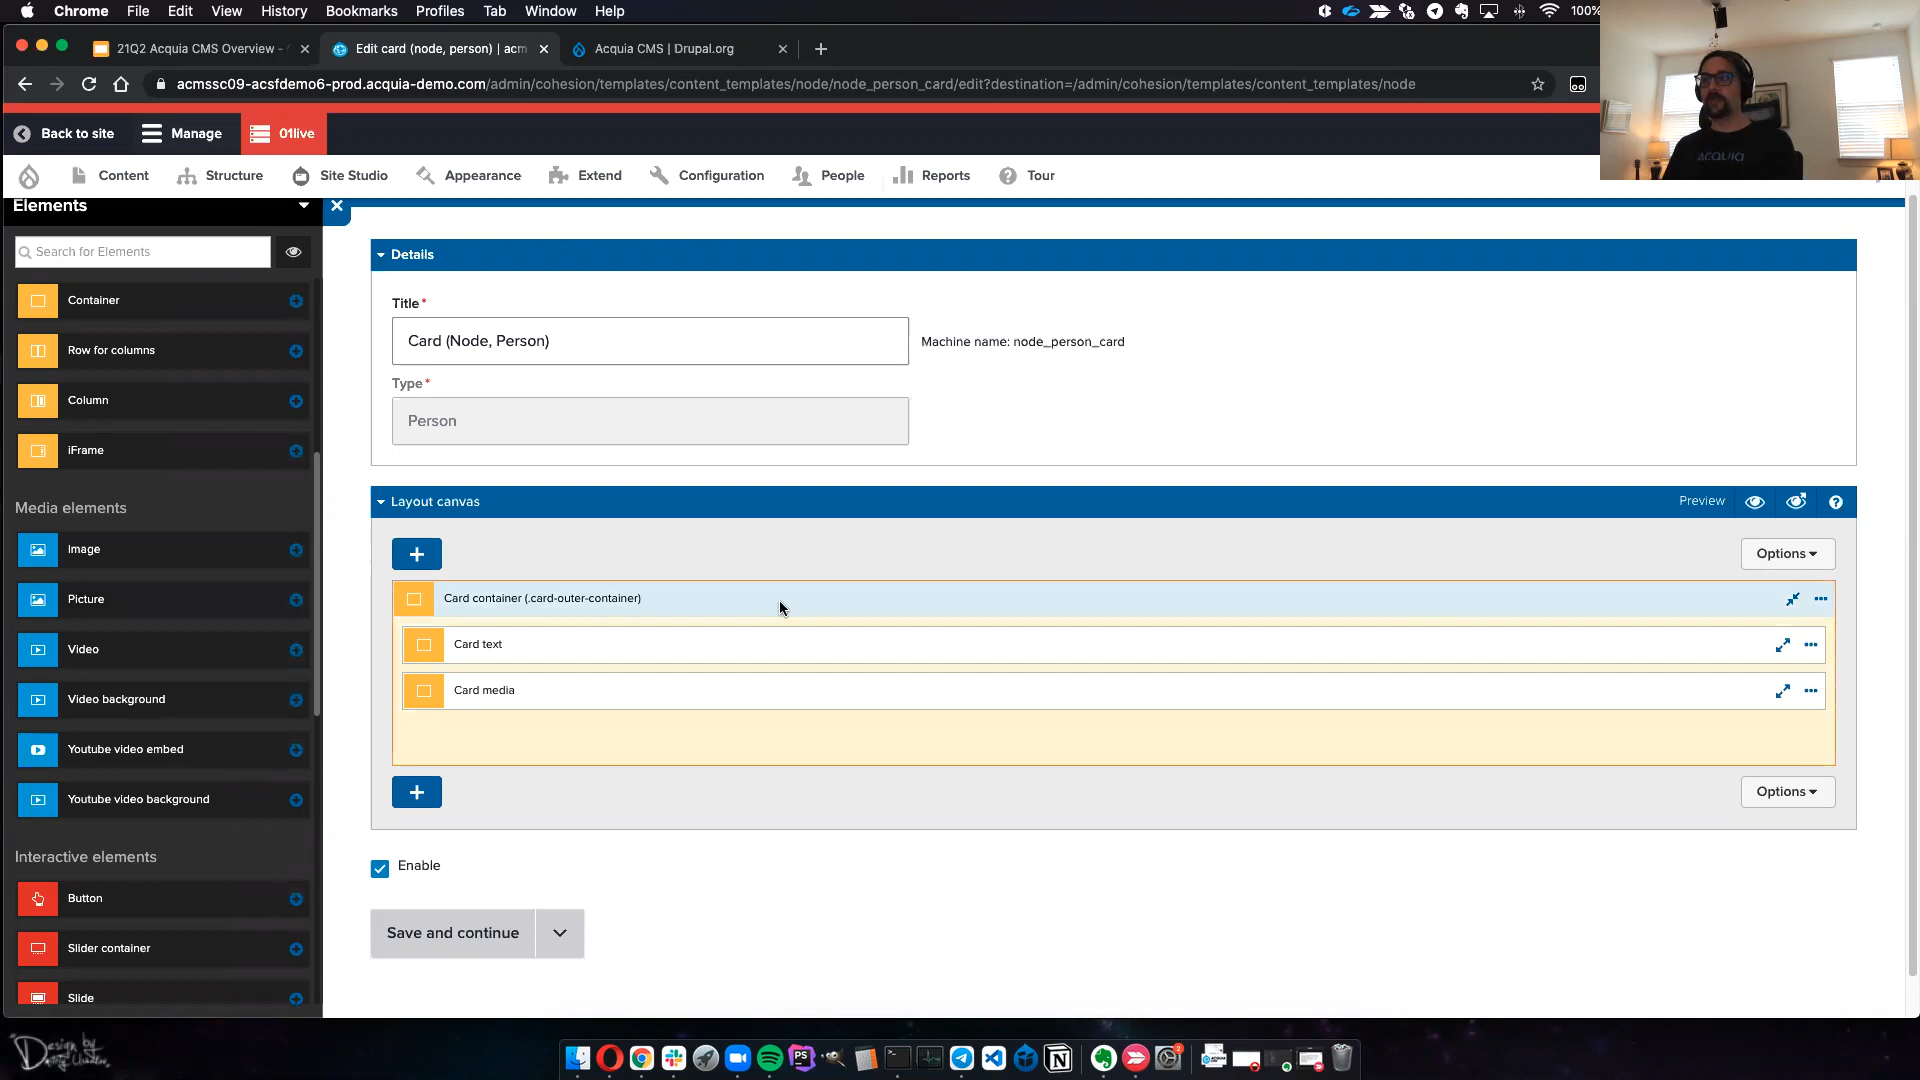 Chrome File Edit View History Bookmarks Profiles Tab Window Help 100%
21Q2 Acquia CMS Overview -
Edit card (node, person) | acm
Acquia CMS | Drupal.org
acmssc09-acsfdemo6-prod.acquia-demo.com/admin/cohesion/templates/content_templates/node/node_person_card/edit?destination=/admin/cohesion/templates/content_templates/node
Back to site Manage 01live
Content Structure Site Studio Appearance Extend Configuration People Reports Tour
ACQUIA
Elements
Search for Elements
Container
Row for columns
Column
iFrame
Media elements
Image
Picture
Video
Video background
Youtube video embed
Youtube video background
Interactive elements
Button
Slider container
Slide
Details
Title*
Card (Node, Person)
Machine name: node_person_card
Type*
Person
Layout canvas
Preview
Options
Card container (.card-outer-container)
Card text
Card media
Options
Enable
Save and continue
Design by
PS
2